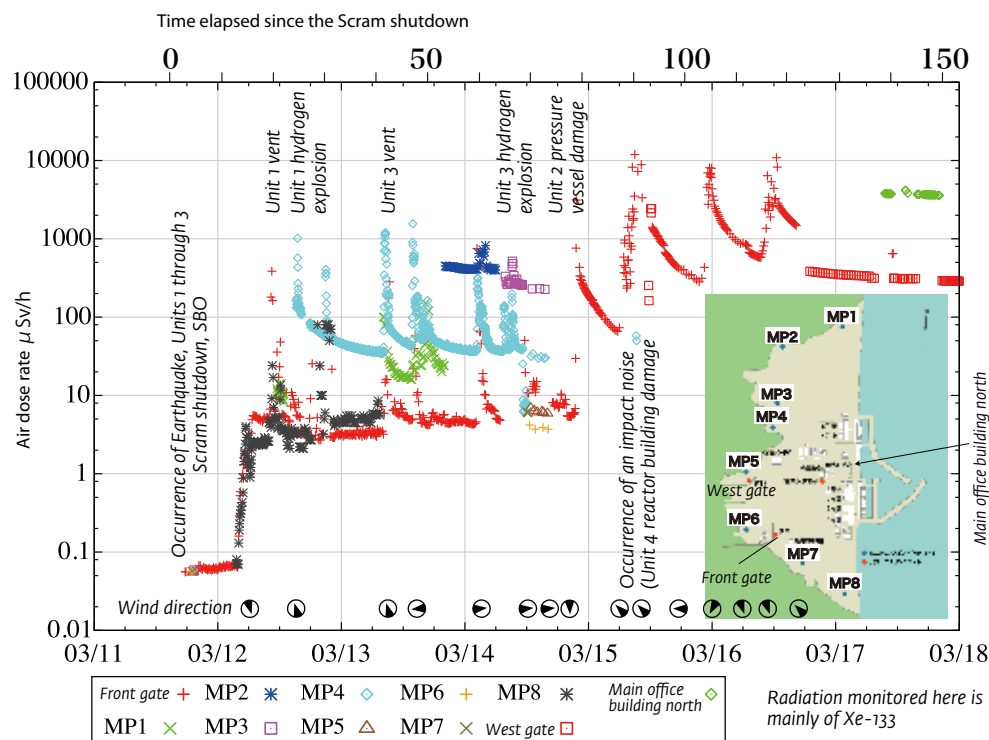 Time elapsed since the Scram shutdown
0 50 100 150
100000
10000
1000
100
10
1
0.1
0.01
Air dose rate μ Sv/h
Occurrence of Earthquake, Units 1 through 3
Scram shutdown, SBO
Unit 1 vent
Unit 1 hydrogen
explosion
Unit 3 vent
Unit 3 hydrogen
explosion
Unit 2 pressure
vessel damage
Occurrence of an impact noise
(Unit 4 reactor building damage)
MP1
MP2
MP3
MP4
MP5
West gate
MP6
MP7
Front gate
MP8
Main office building north
Wind direction
03/11 03/12 03/13 03/14 03/15 03/16 03/17 03/18
Front gate MP2 MP4 MP6 MP8 Main office
building north
MP1 MP3 MP5 MP7 West gate
Radiation monitored here is
mainly of Xe-133